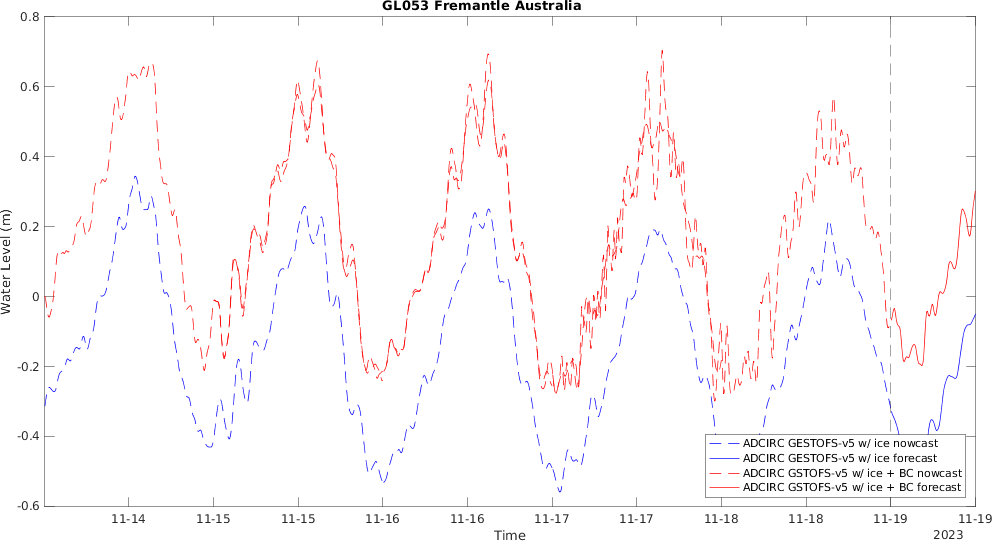 GL053 Fremantle Australia
0.8
0.6
0.4
0.2
0
-0.2
-0.4
-0.6
Water Level (m)
ADCIRC GESTOFS-v5 w/ ice nowcast
ADCIRC GESTOFS-v5 w/ ice forecast
ADCIRC GSTOFS-v5 w/ ice + BC nowcast
ADCIRC GSTOFS-v5 w/ ice + BC forecast
11-14 11-15 11-15 11-16 11-16 11-17 11-17 11-18 11-18 11-19 11-19
Time
2023